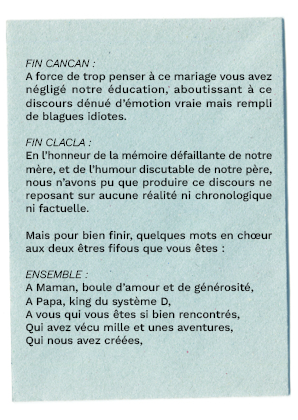 FIN CANCAN :
A force de trop penser à ce mariage vous avez
négligé notre éducation, aboutissant à ce
discours dénué d'émotion vraie mais rempli
de blagues idiotes.
FIN CLACLA :
En l'honneur de la mémoire défaillante de notre
mère, et de l'humour discutable de notre père,
nous n'avons pu que produire ce discours ne
reposant sur aucune réalité ni chronologique
ni factuelle.
Mais pour bien finir, quelques mots en chœur
aux deux êtres fifous que vous êtes :
ENSEMBLE :
A Maman, boule d'amour et de générosité,
A Papa, king du système D,
A vous qui vous êtes si bien rencontrés,
Qui avez vécu mille et unes aventures,
Qui nous avez créées,